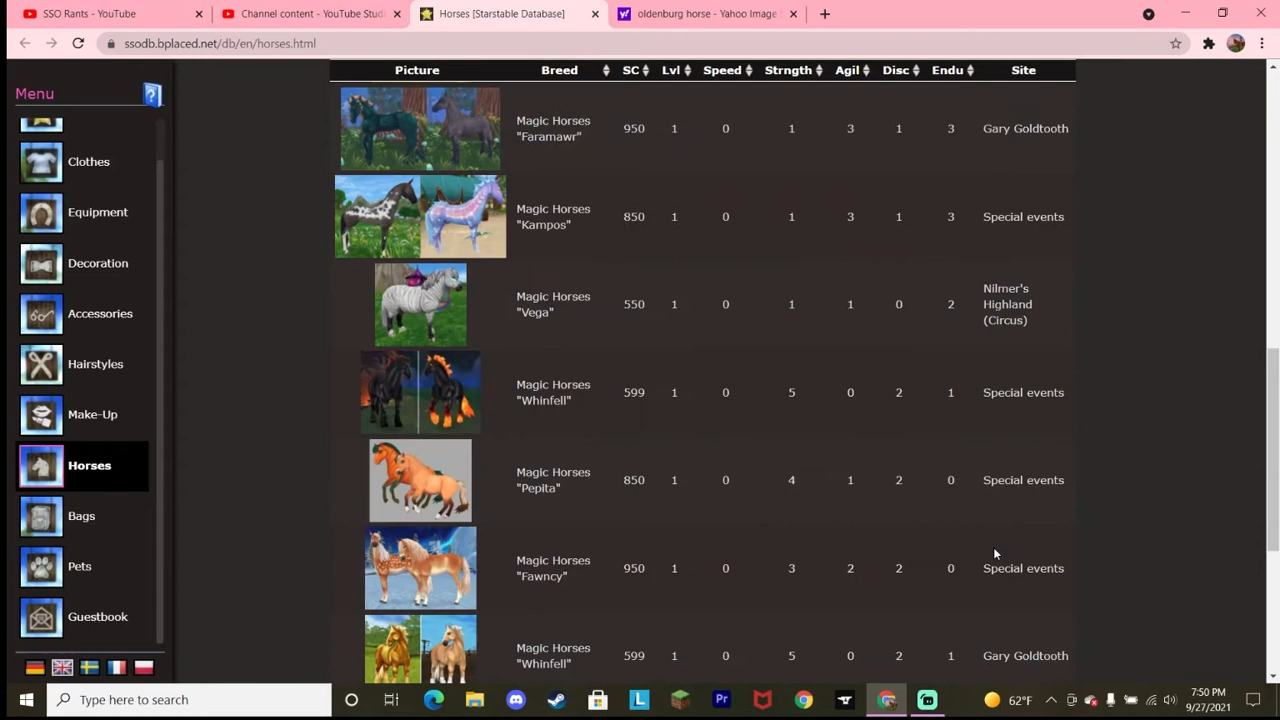 SSO Rants - YouTube
Channel content - YouTube Studi
Horses [Starstable Database]
oldenburg horse - Yahoo Image S
ssodb.bplaced.net/db/en/horses.html
Menu
?
Clothes
Equipment
Decoration
Accessories
Hairstyles
Make-Up
Horses
Bags
Pets
Guestbook
Picture Breed SC Lvl Speed Strngth Agil Disc Endu Site
Magic Horses "Faramawr" 950 1 0 1 3 1 3 Gary Goldtooth
Magic Horses "Kampos" 850 1 0 1 3 1 3 Special events
Magic Horses "Vega" 550 1 0 1 1 0 2 Nilmer's Highland (Circus)
Magic Horses "Whinfell" 599 1 0 5 0 2 1 Special events
Magic Horses "Pepita" 850 1 0 4 1 2 0 Special events
Magic Horses "Fawncy" 950 1 0 3 2 2 0 Special events
Magic Horses "Whinfell" 599 1 0 5 0 2 1 Gary Goldtooth
Type here to search
L
Pr
62°F
7:50 PM
9/27/2021